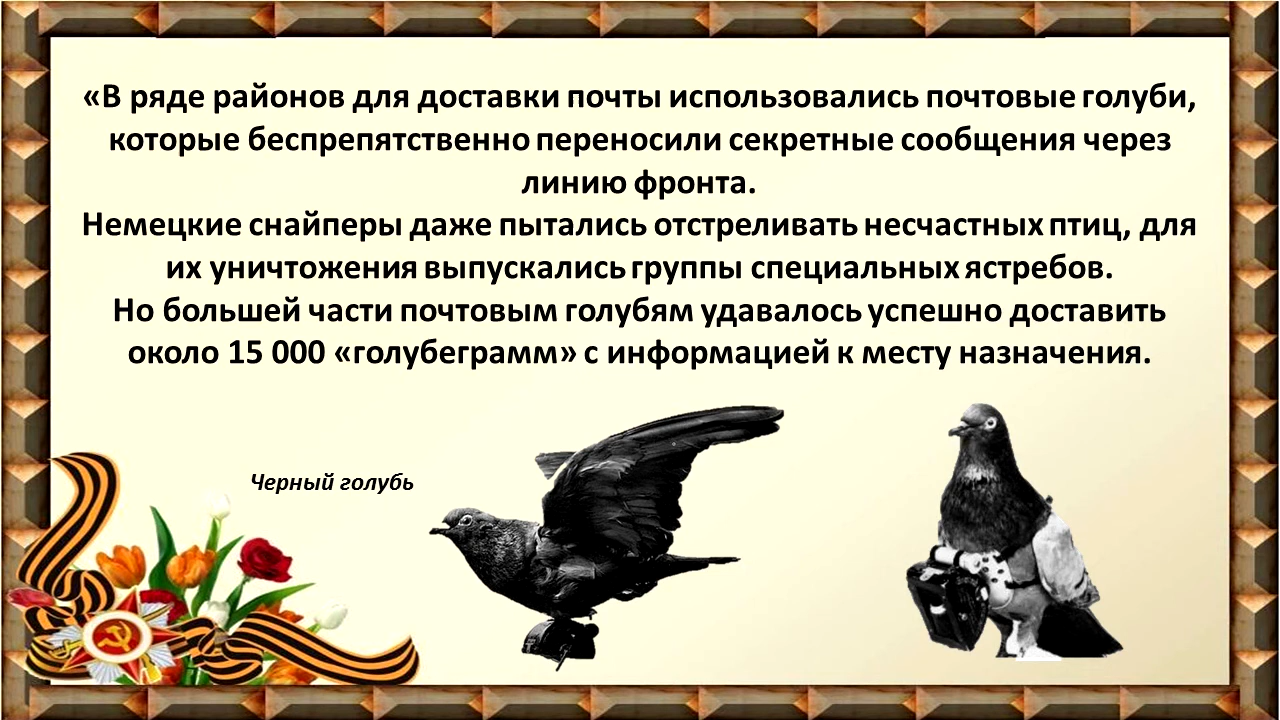 «В ряде районов для доставки почты использовались почтовые голуби,
которые беспрепятственно переносили секретные сообщения через
линию фронта.
Немецкие снайперы даже пытались отстреливать несчастных птиц, для
их уничтожения выпускались группы специальных ястребов.
Но большей части почтовым голубям удавалось успешно доставить
около 15 000 «голубеграмм» с информацией к месту назначения.
Черный голубь